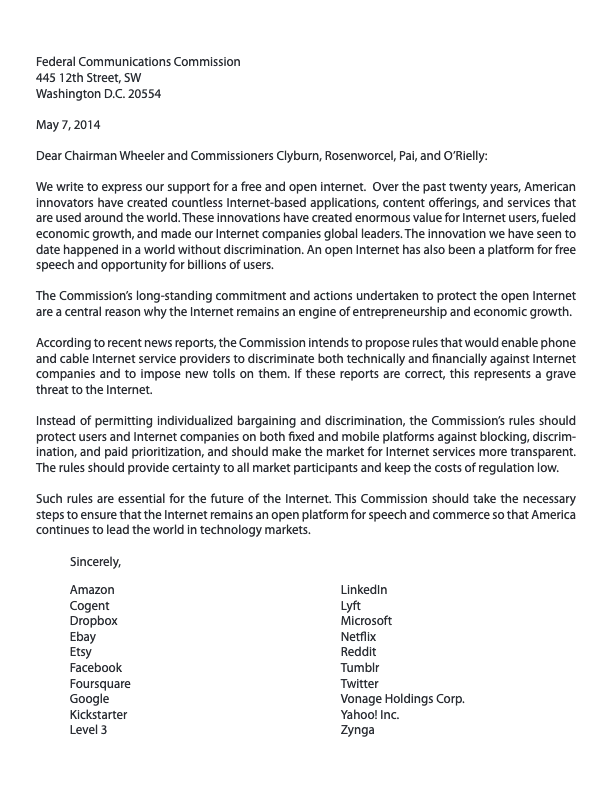 Federal Communications Commission
445 12th Street, SW
Washington D.C. 20554
May 7, 2014
Dear Chairman Wheeler and Commissioners Clyburn, Rosenworcel, Pai, and O'Rielly:
We write to express our support for a free and open internet.  Over the past twenty years, American
innovators have created countless Internet-based applications, content offerings, and services that
are used around the world. These innovations have created enormous value for Internet users, fueled
economic growth, and made our Internet companies global leaders. The innovation we have seen to
date happened in a world without discrimination. An open Internet has also been a platform for free
speech and opportunity for billions of users.
The Commission's long-standing commitment and actions undertaken to protect the open Internet
are a central reason why the Internet remains an engine of entrepreneurship and economic growth.
According to recent news reports, the Commission intends to propose rules that would enable phone
and cable Internet service providers to discriminate both technically and financially against Internet
companies and to impose new tolls on them. If these reports are correct, this represents a grave
threat to the Internet.
Instead of permitting individualized bargaining and discrimination, the Commission's rules should
protect users and Internet companies on both fixed and mobile platforms against blocking, discrim-
ination, and paid prioritization, and should make the market for Internet services more transparent.
The rules should provide certainty to all market participants and keep the costs of regulation low.
Such rules are essential for the future of the Internet. This Commission should take the necessary
steps to ensure that the Internet remains an open platform for speech and commerce so that America
continues to lead the world in technology markets.
Sincerely,
Amazon
Cogent
Dropbox
Ebay
Etsy
Facebook
Foursquare
Google
Kickstarter
Level 3
LinkedIn
Lyft
Microsoft
Netflix
Reddit
Tumblr
Twitter
Vonage Holdings Corp.
Yahoo! Inc.
Zynga